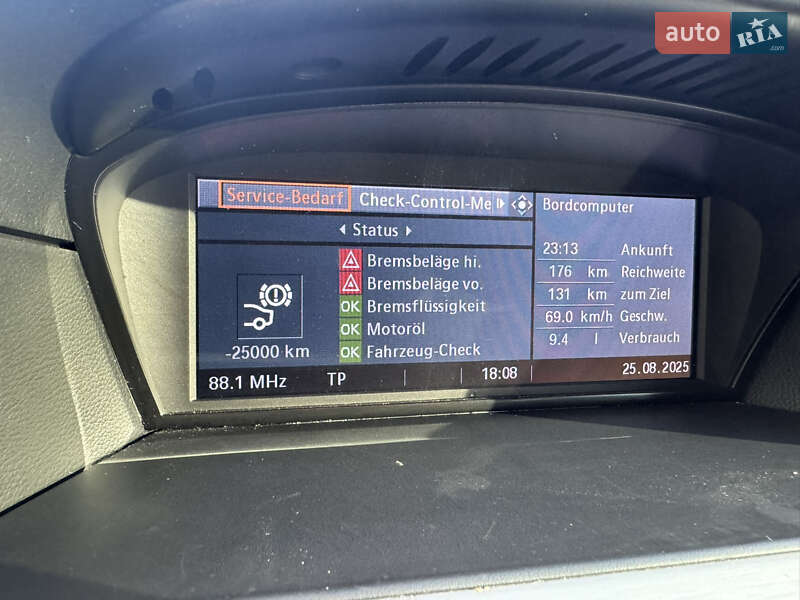 auto RIA .com
Service-Bedarf Check-Control-Me
Status
Bremsbeläge hi.
Bremsbeläge vo.
OK Bremsflüssigkeit
OK Motoröl
OK Fahrzeug-Check
-25000 km
88.1 MHz TP 18:08
Bordcomputer
23:13 Ankunft
176 km Reichweite
131 km zum Ziel
69.0 km/h Geschw.
9.4 l Verbrauch
25.08.2025